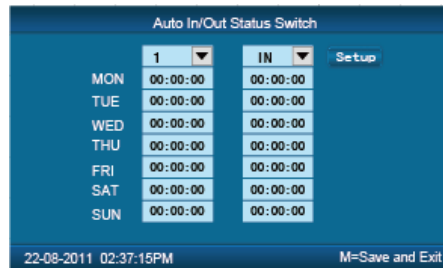 Auto In/Out Status Switch
1 IN Setup
MON 00:00:00 00:00:00
TUE 00:00:00 00:00:00
WED 00:00:00 00:00:00
THU 00:00:00 00:00:00
FRI 00:00:00 00:00:00
SAT 00:00:00 00:00:00
SUN 00:00:00 00:00:00
22-08-2011 02:37:15PM M=Save and Exit